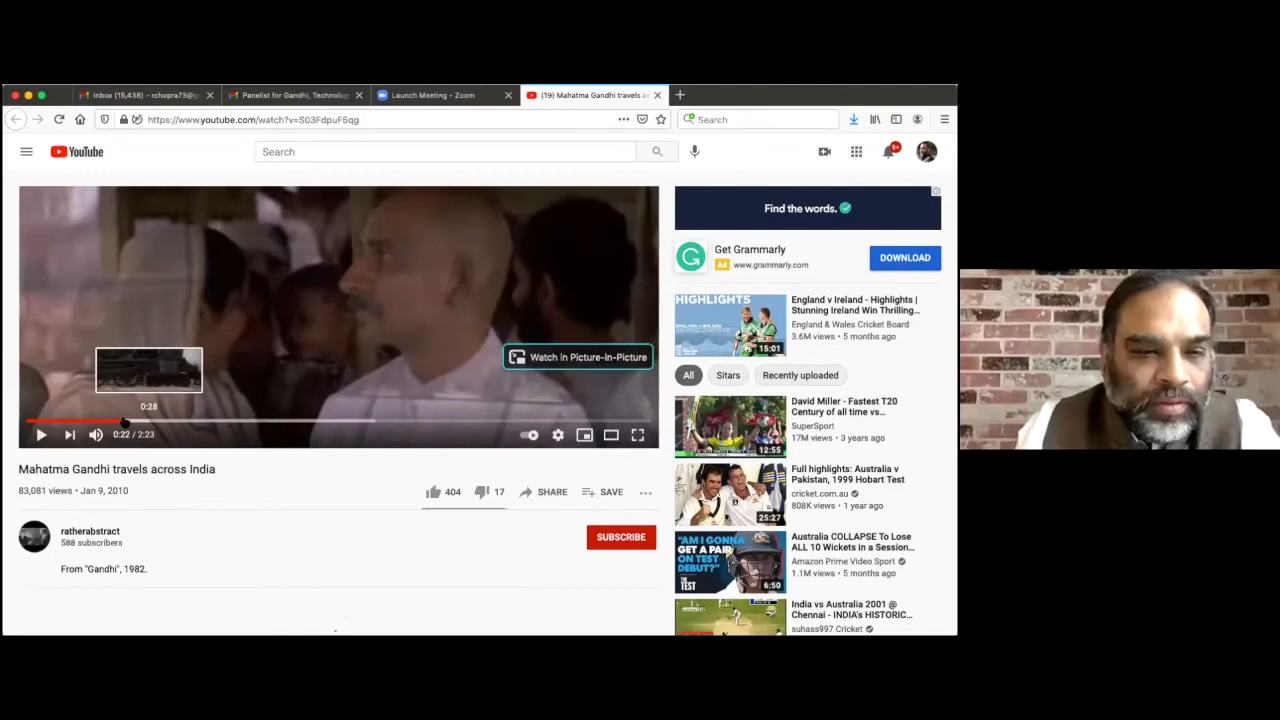 Inbox (15,438) - rchopra73@g
Panelist for Gandhi, Technology
Launch Meeting - Zoom
(19) Mahatma Gandhi travels ac
https://www.youtube.com/watch?v=S03FdpuF5qg
Search
YouTube
Search
9+
Find the words.
Get Grammarly
Ad www.grammarly.com
DOWNLOAD
HIGHLIGHTS
15:01
England v Ireland - Highlights |
Stunning Ireland Win Thrilling...
England & Wales Cricket Board
3.6M views • 5 months ago
Watch in Picture-in-Picture
All
Sitars
Recently uploaded
0:28
0:22 / 2:23
12:55
David Miller - Fastest T20
Century of all time vs...
SuperSport
17M views • 3 years ago
Mahatma Gandhi travels across India
83,081 views • Jan 9, 2010
404
17
SHARE
SAVE
25:27
Full highlights: Australia v
Pakistan, 1999 Hobart Test
cricket.com.au
808K views • 1 year ago
ratherabstract
588 subscribers
SUBSCRIBE
From "Gandhi", 1982.
"AM I GONNA
GET A PAIR
ON TEST
DEBUT?"
THE
TEST
6:50
Australia COLLAPSE To Lose
ALL 10 Wickets in a Session...
Amazon Prime Video Sport
1.1M views • 5 months ago
India vs Australia 2001 @
Chennai - INDIA's HISTORIC...
suhass997 Cricket